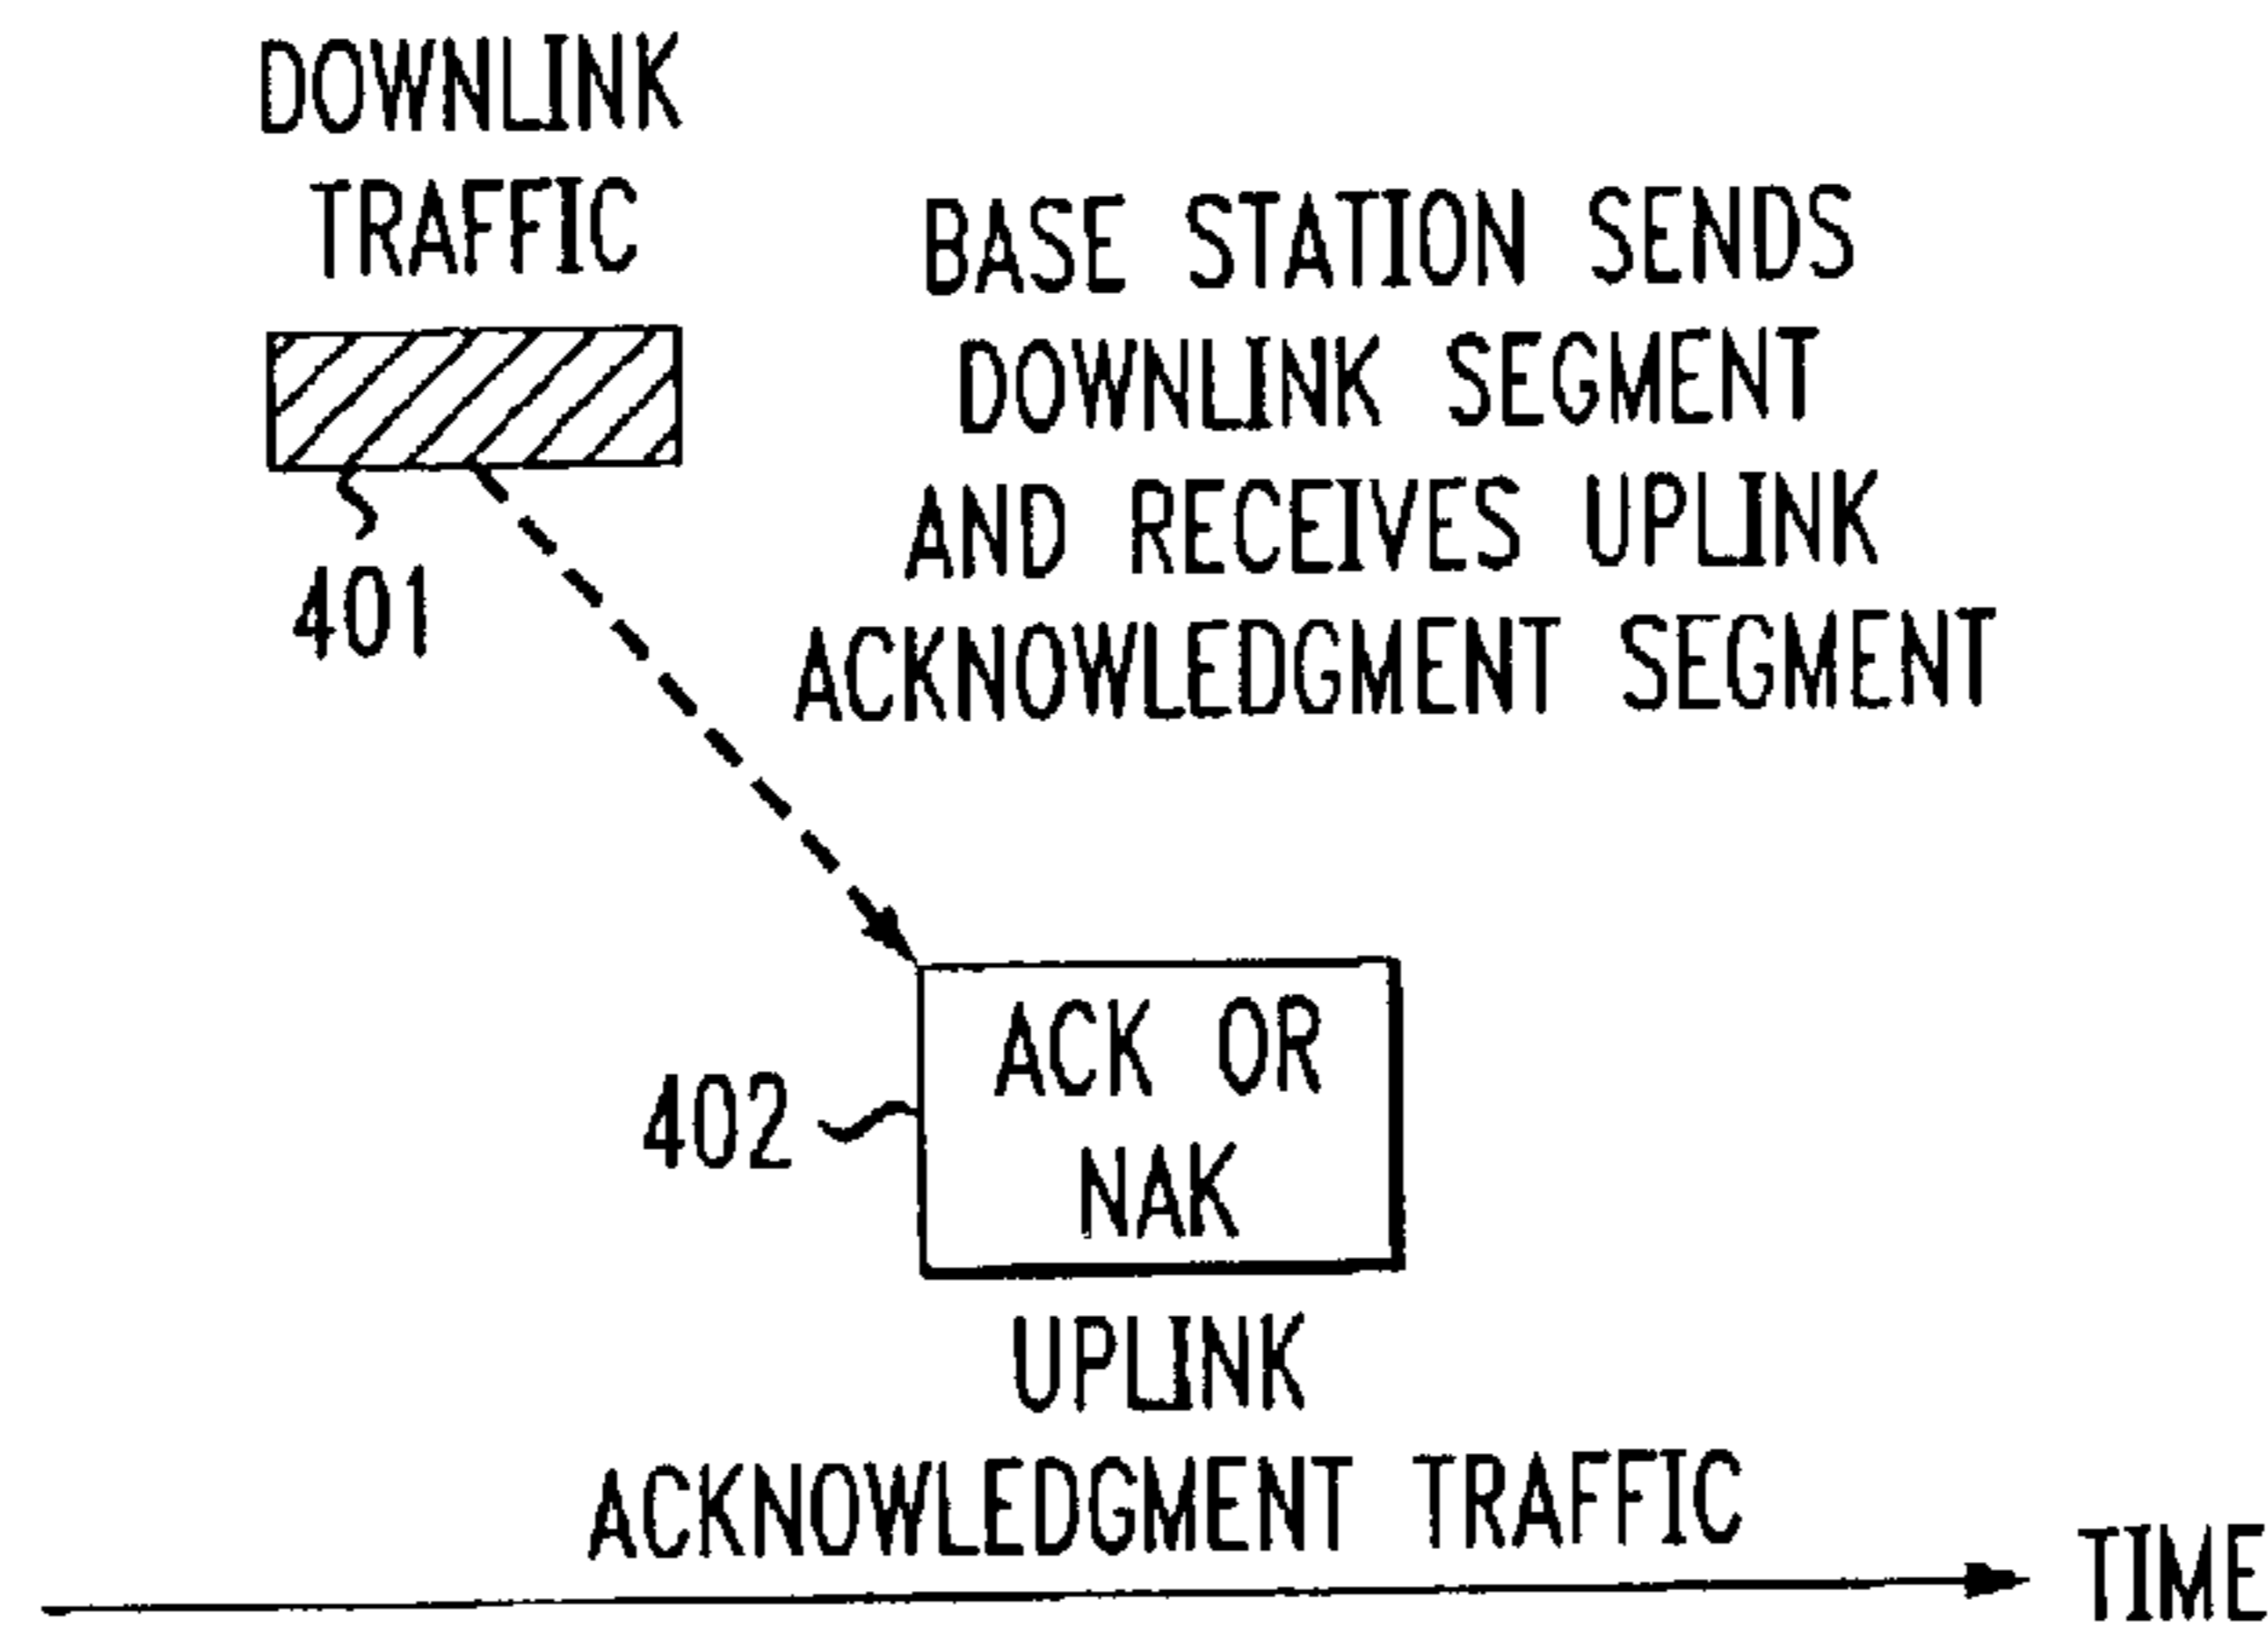 DOWNLINK
TRAFFIC
BASE STATION SENDS
DOWNLINK SEGMENT
AND RECEIVES UPLINK
ACKNOWLEDGMENT SEGMENT
401
402
ACK OR
NAK
UPLINK
ACKNOWLEDGMENT TRAFFIC
TIME